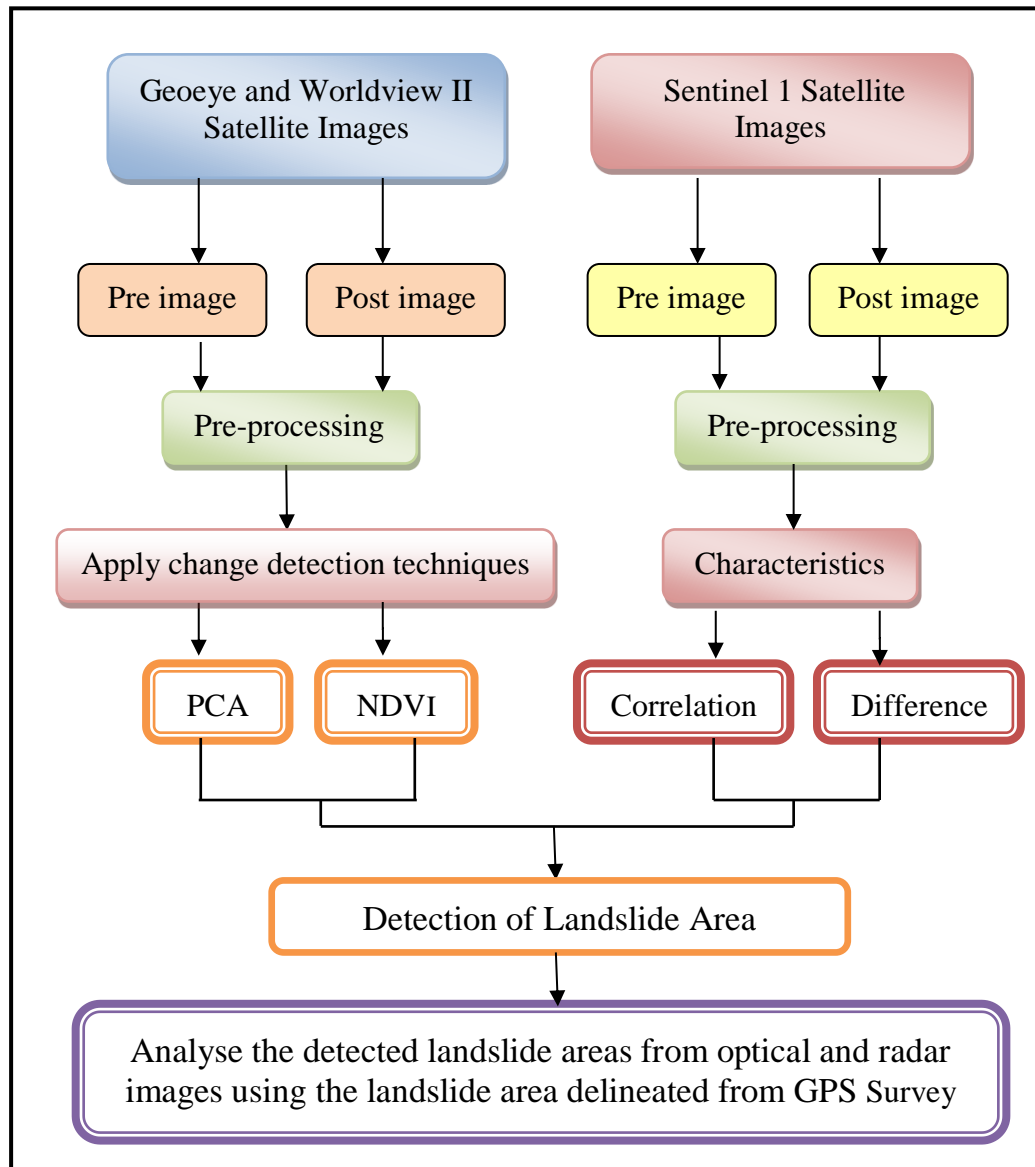 Geoeye and Worldview II
Satellite Images
Sentinel 1 Satellite
Images
Pre image
Post image
Pre image
Post image
Pre-processing
Pre-processing
Apply change detection techniques
Characteristics
PCA
NDVI
Correlation
Difference
Detection of Landslide Area
Analyse the detected landslide areas from optical and radar
images using the landslide area delineated from GPS Survey